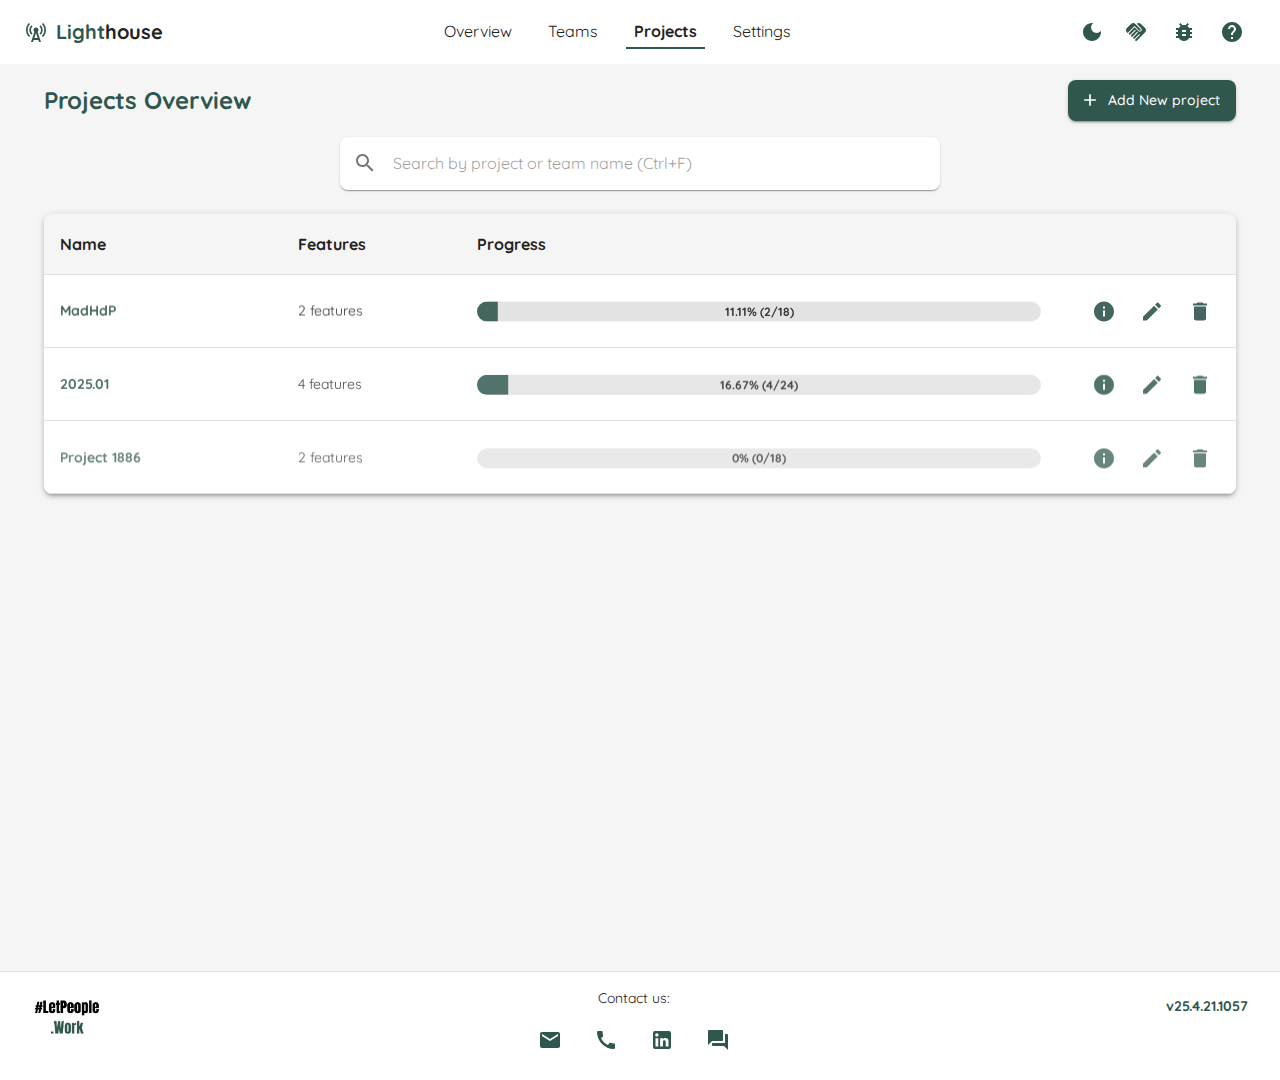 Lighthouse
Overview Teams Projects Settings
Projects Overview
Add New project
Search by project or team name (Ctrl+F)
Name Features Progress
MadHdP 2 features 11.11% (2/18)
2025.01 4 features 16.67% (4/24)
Project 1886 2 features 0% (0/18)
#LetPeople
.Work
Contact us:
v25.4.21.1057